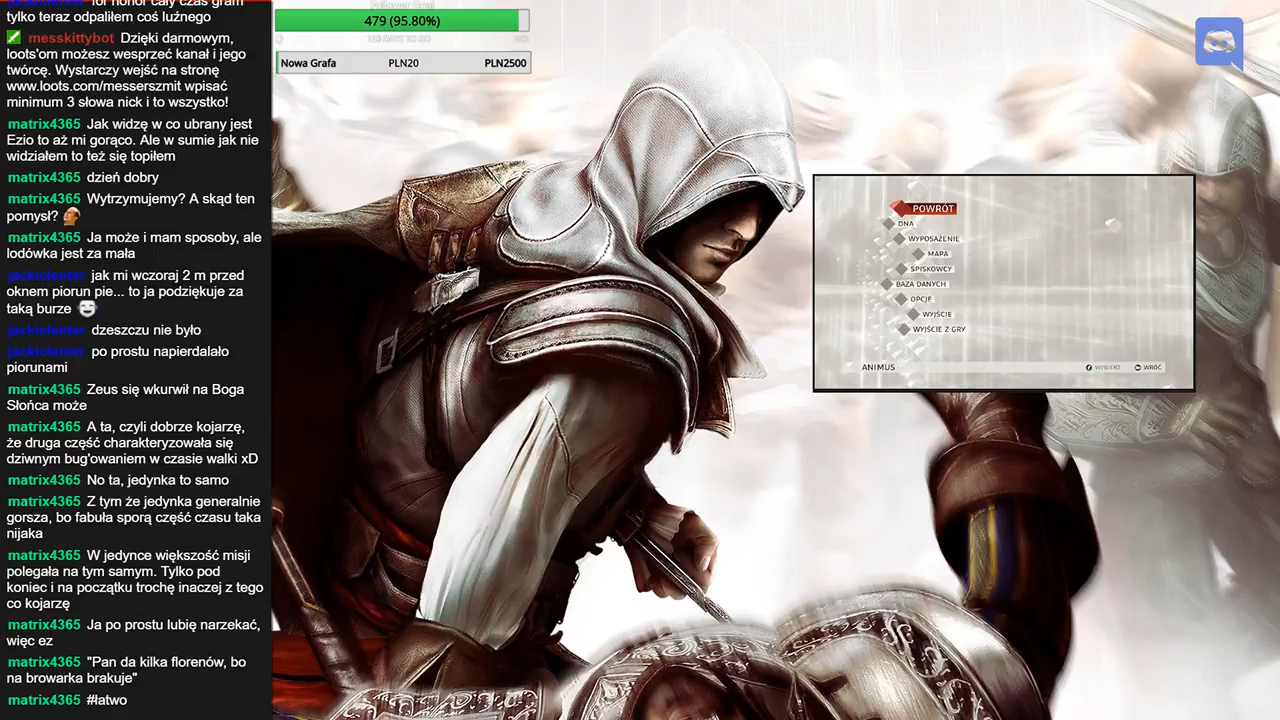 jackiolenter for honor cały czas gram
tylko teraz odpaliłem coś luźnego
messkittybot Dzięki darmowym,
loots'om możesz wesprzeć kanał i jego
twórcę. Wystarczy wejść na stronę
www.loots.com/messerszmit wpisać
minimum 3 słowa nick i to wszystko!
matrix4365 Jak widzę w co ubrany jest
Ezio to aż mi gorąco. Ale w sumie jak nie
widziałem to też się topiłem
matrix4365 dzień dobry
matrix4365 Wytrzymujemy? A skąd ten
pomysł?
matrix4365 Ja może i mam sposoby, ale
lodówka jest za mała
jackiolenter jak mi wczoraj 2 m przed
oknem piorun pie... to ja podziękuje za
taką burze
jackiolenter dzeszczu nie było
jackiolenter po prostu napierdalało
piorunami
matrix4365 Zeus się wkurwił na Boga
Słońca może
matrix4365 A ta, czyli dobrze kojarzę,
że druga część charakteryzowała się
dziwnym bug'owaniem w czasie walki xD
matrix4365 No ta, jedynka to samo
matrix4365 Z tym że jedynka generalnie
gorsza, bo fabuła sporą część czasu taka
nijaka
matrix4365 W jedynce większość misji
polegała na tym samym. Tylko pod
koniec i na początku trochę inaczej z tego
co kojarzę
matrix4365 Ja po prostu lubię narzekać,
więc ez
matrix4365 "Pan da kilka florenów, bo
na browarka brakuje"
matrix4365 #łatwo
479 (95.80%)
Nowa Grafa PLN20 PLN2500
POWRÓT
DNA
WYPOSAŻENIE
MAPA
SPISKOWCY
BAZA DANYCH
OPCJE
WYJŚCIE
WYJŚCIE Z GRY
ANIMUS WYBIERZ WRÓĆ